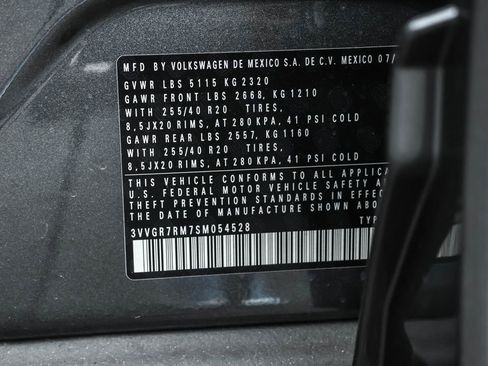 MFD BY VOLKSWAGEN DE MEXICO S.A. DE C.V. MEXICO 07/
GVWR LBS 5115 KG 2320
GAWR FRONT LBS 2668, KG 1210
WITH 255/40 R20 TIRES,
8,5JX20 RIMS, AT 280 KPA, 41 PSI COLD
GAWR REAR LBS 2557, KG 1160
WITH 255/40 R20 TIRES,
8,5JX20 RIMS, AT 280 KPA, 41 PSI COLD
THIS VEHICLE CONFORMS TO ALL APPLICA
U.S. FEDERAL MOTOR VEHICLE SAFETY A
THEFT PREVENTION STANDARDS IN EFFE
THE DATE OF MANUFACTURE SHOWN A
3VVGR7RM7SM054528 TYP